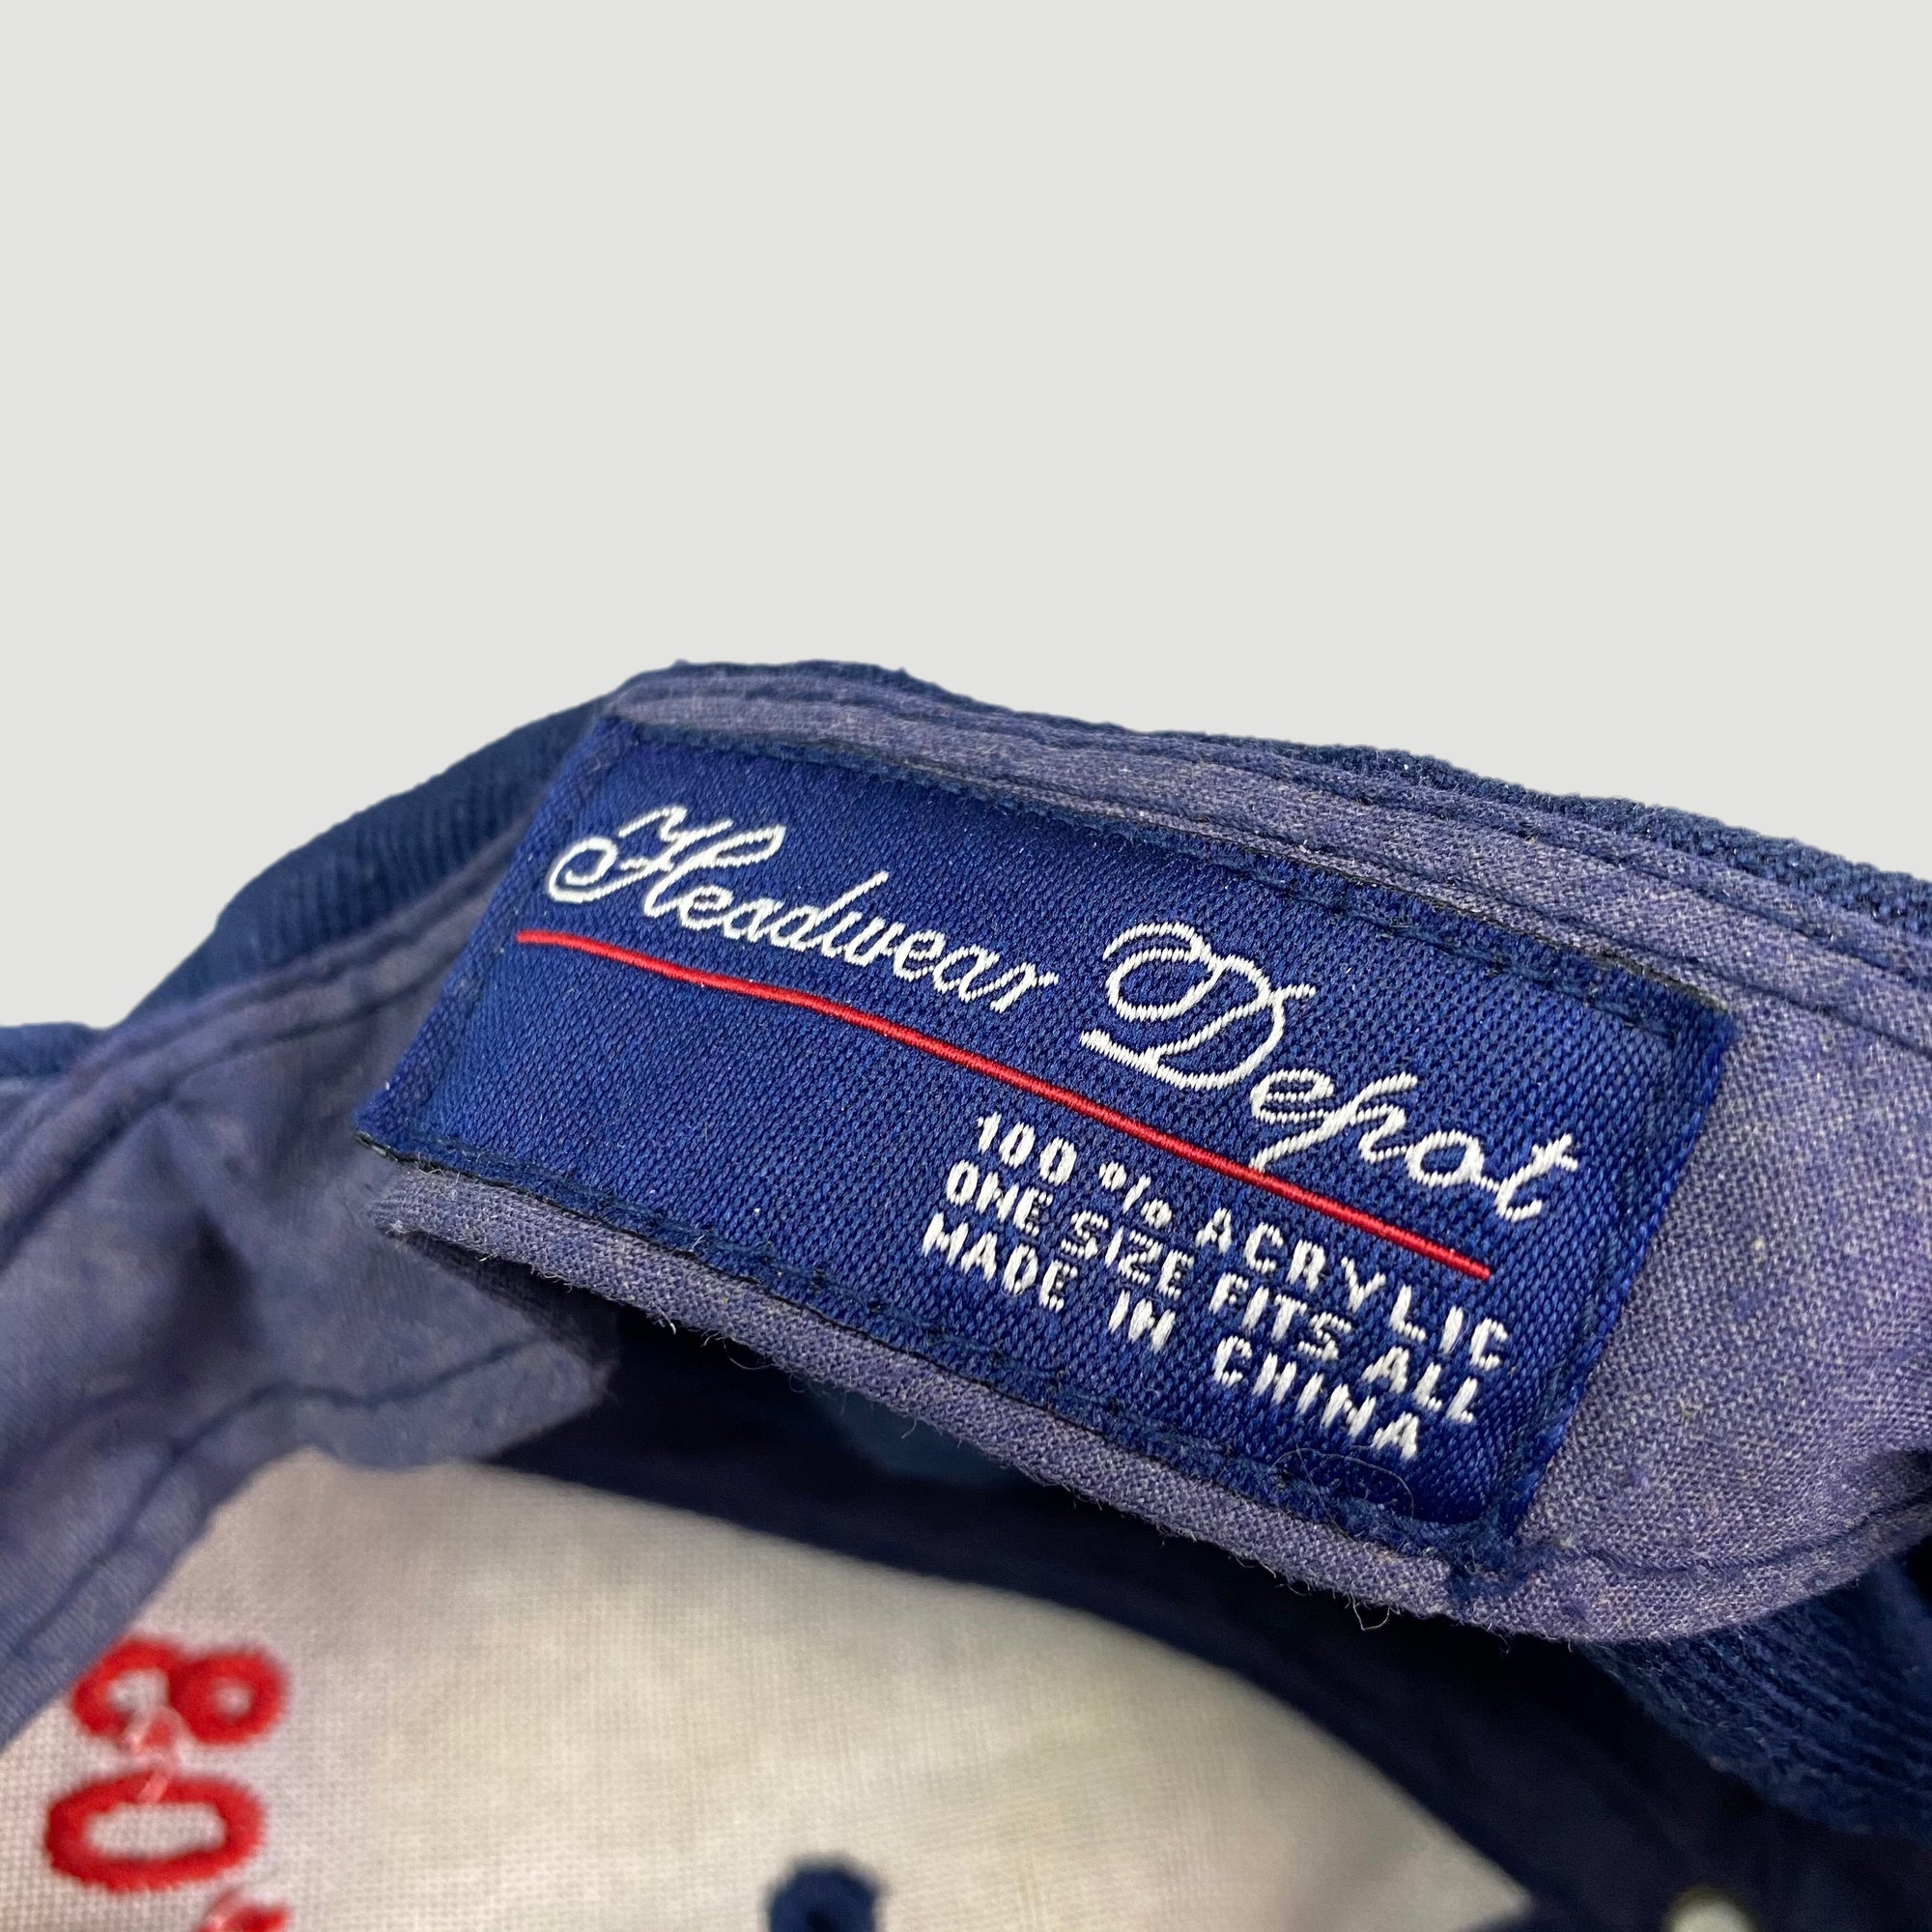 Headwear Depot
100 % ACRYLIC
ONE SIZE FITS ALL
MADE IN CHINA